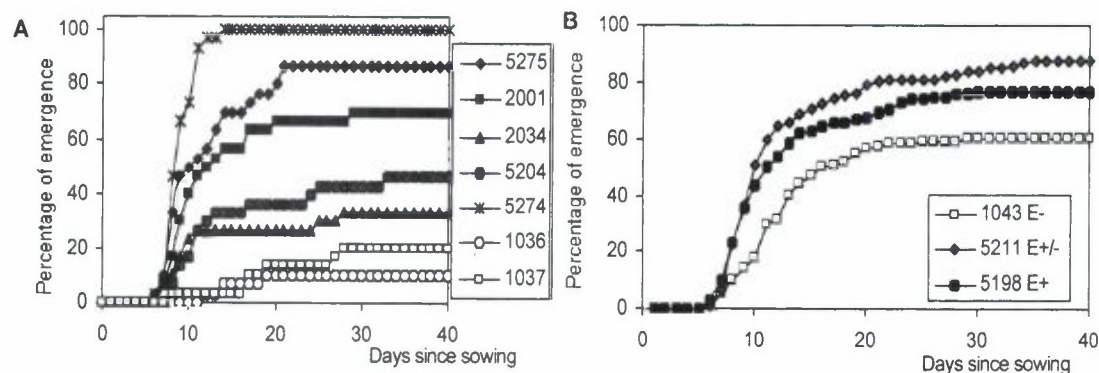 A
Percentage of emergence
100
80
60
40
20
0
0 10 20 30 40
Days since sowing
5275
2001
2034
5204
5274
1036
1037
B
Percentage of emergence
100
80
60
40
20
0
0 10 20 30 40
Days since sowing
1043 E-
5211 E+/-
5198 E+